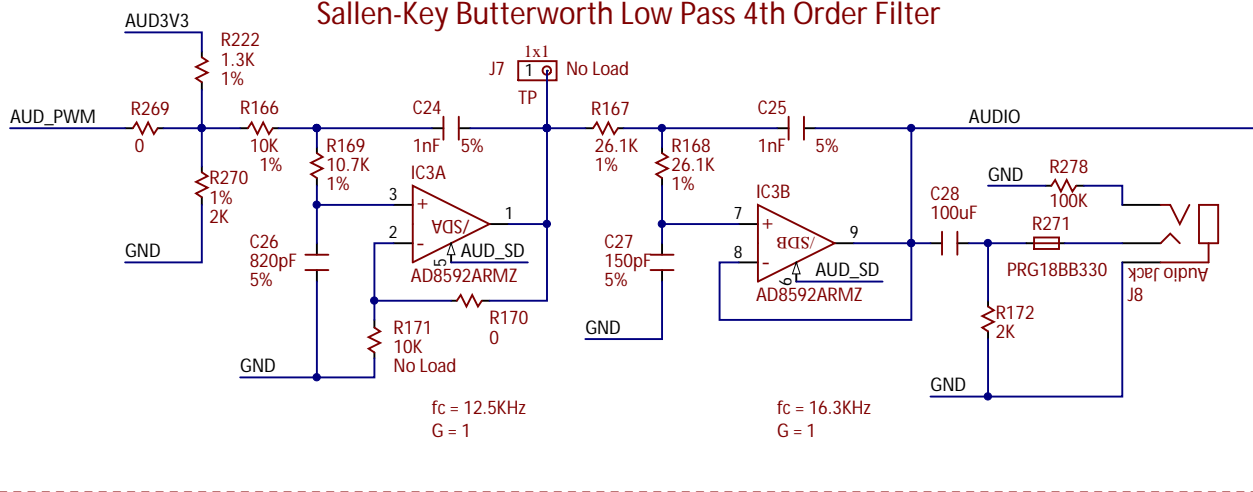 Sallen-Key Butterworth Low Pass 4th Order Filter
AUD3V3
R222
1.3K
1%
1x1
J7
1
No Load
TP
AUD_PWM
R269
0
R166
10K
1%
C24
1nF
5%
R167
26.1K
1%
C25
1nF
5%
AUDIO
R169
10.7K
1%
R168
26.1K
1%
R270
1%
2K
GND
IC3A
3
+
2
-
1
/SDA
5
AUD_SD
AD8592ARMZ
C26
820pF
5%
R170
0
R171
10K
No Load
GND
IC3B
7
+
8
-
9
/SDB
6
AUD_SD
AD8592ARMZ
C27
150pF
5%
GND
C28
100uF
GND
R278
100K
R271
PRG18BB330
Audio Jack
J8
R172
2K
GND
fc = 12.5KHz
G = 1
fc = 16.3KHz
G = 1